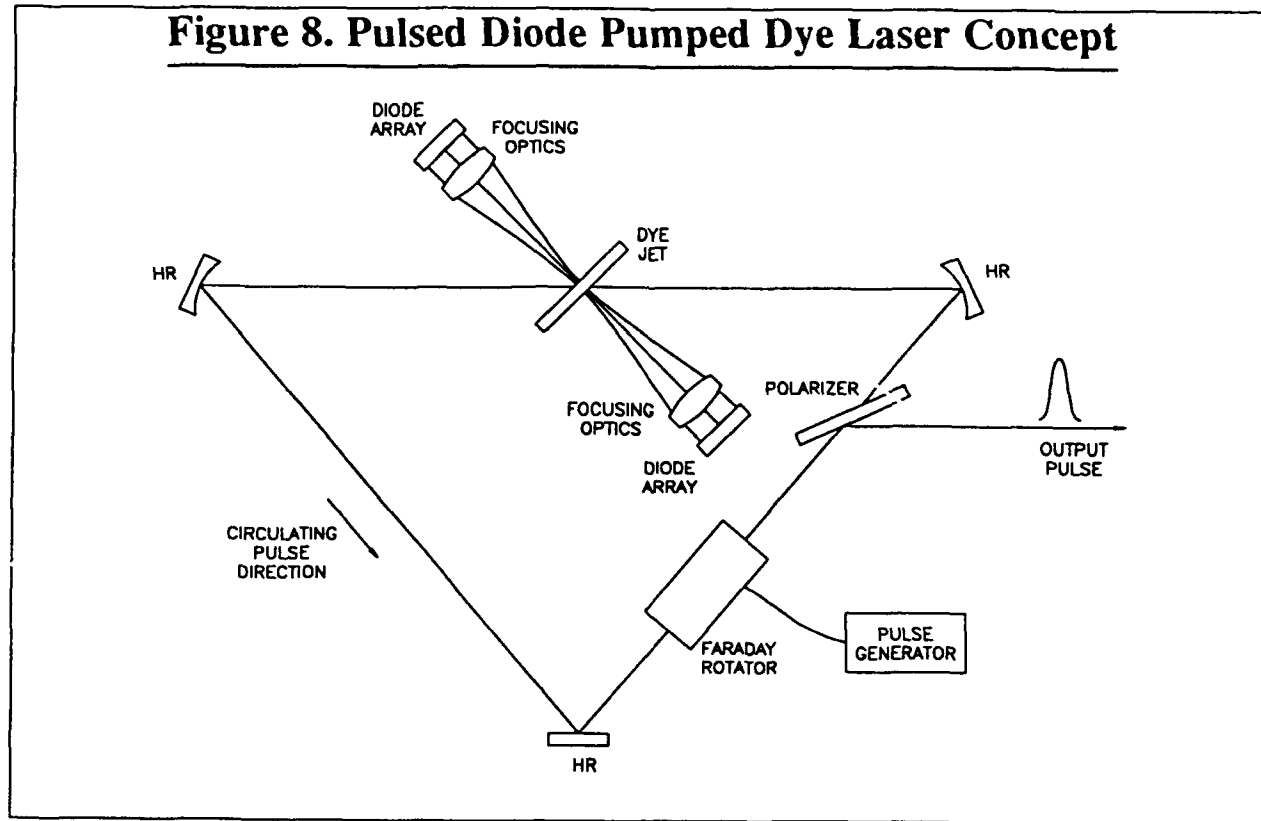 Figure 8. Pulsed Diode Pumped Dye Laser Concept
DIODE
ARRAY
FOCUSING
OPTICS
DYE
JET
HR
HR
POLARIZER
FOCUSING
OPTICS
DIODE
ARRAY
OUTPUT
PULSE
CIRCULATING
PULSE
DIRECTION
FARADAY
ROTATOR
PULSE
GENERATOR
HR